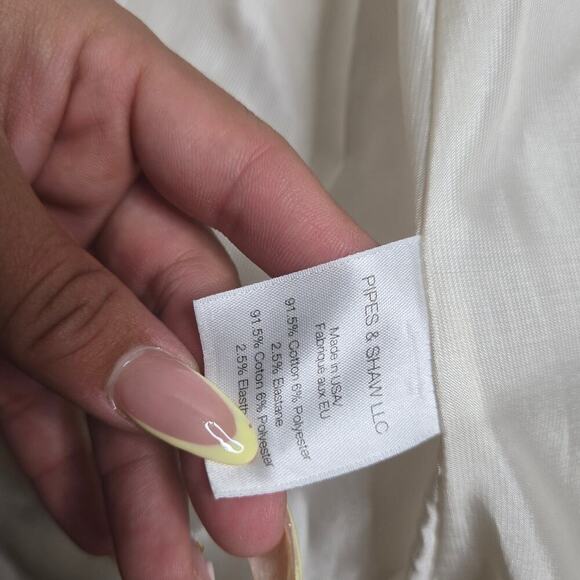 PIPES & SHAW LLC
Made in USA/
Fabriqué aux EU
91.5% Cotton 6% Polyester
2.5% Elastane
91.5% Coton 6% Polyester
2.5%